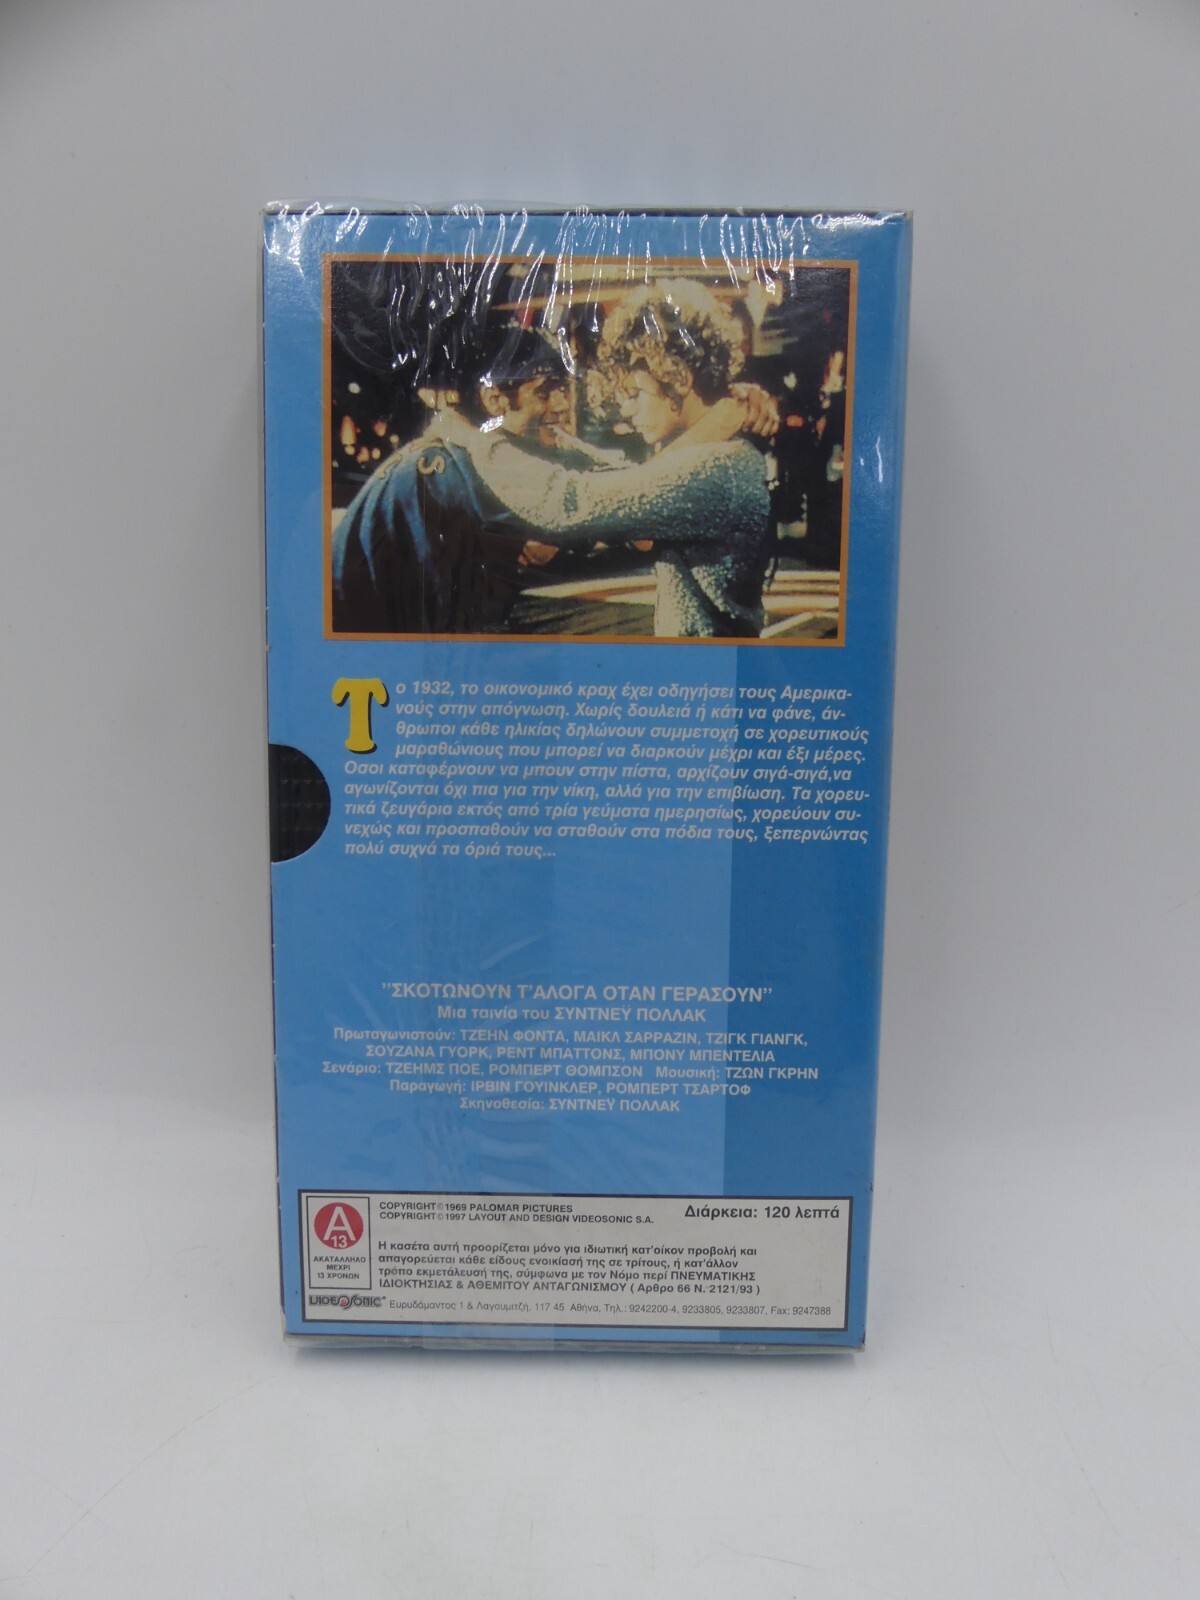 Το 1932, το οικονομικό κραχ έχει οδηγήσει τους Αμερικα-
νούς στην απόγνωση. Χωρίς δουλειά ή κάτι να φάνε, άν-
θρωποι κάθε ηλικίας δηλώνουν συμμετοχή σε χορευτικούς
μαραθώνιους που μπορεί να διαρκούν μέχρι και έξι μέρες.
Οσοι καταφέρνουν να μπουν στην πίστα, αρχίζουν σιγά-σιγά,να
αγωνίζονται όχι πια για την νίκη, αλλά για την επιβίωση. Τα χορευ-
τικά ζευγάρια εκτός από τρία γεύματα ημερησίως, χορεύουν συ-
νεχώς και προσπαθούν να σταθούν στα πόδια τους, ξεπερνώντας
πολύ συχνά τα όριά τους...
"ΣΚΟΤΩΝΟΥΝ Τ'ΑΛΟΓΑ ΟΤΑΝ ΓΕΡΑΣΟΥΝ"
Μια ταινία του ΣΥΝΤΝΕΫ ΠΟΛΛΑΚ
Πρωταγωνιστούν: ΤΖΕΗΝ ΦΟΝΤΑ, ΜΑΙΚΛ ΣΑΡΡΑΖΙΝ, ΤΖΙΓΚ ΓΙΑΝΓΚ,
ΣΟΥΖΑΝΑ ΓΥΟΡΚ, ΡΕΝΤ ΜΠΑΤΤΟΝΣ, ΜΠΟΝΥ ΜΠΕΝΤΕΛΙΑ
Σενάριο: ΤΖΕΗΜΣ ΠΟΕ, ΡΟΜΠΕΡΤ ΘΟΜΠΣΟΝ Μουσική: ΤΖΩΝ ΓΚΡΗΝ
Παραγωγή: ΙΡΒΙΝ ΓΟΥΙΝΚΛΕΡ, ΡΟΜΠΕΡΤ ΤΣΑΡΤΟΦ
Σκηνοθεσία: ΣΥΝΤΝΕΫ ΠΟΛΛΑΚ
A
13
ΑΚΑΤΑΛΛΗΛΟ
ΜΕΧΡΙ
13 ΧΡΟΝΩΝ
COPYRIGHT © 1969 PALOMAR PICTURES
COPYRIGHT © 1997 LAYOUT AND DESIGN VIDEOSONIC S.A.
Διάρκεια: 120 λεπτά
Η κασέτα αυτή προορίζεται μόνο για ιδιωτική κατ'οίκον προβολή και
απαγορεύεται κάθε είδους ενοικίασή της σε τρίτους, ή κατ'άλλον
τρόπο εκμετάλευσή της, σύμφωνα με τον Νόμο περί ΠΝΕΥΜΑΤΙΚΗΣ
ΙΔΙΟΚΤΗΣΙΑΣ & ΑΘΕΜΙΤΟΥ ΑΝΤΑΓΩΝΙΣΜΟΥ ( Αρθρο 66 Ν. 2121/93 )
VIDEOSONIC Ευρυδάμαντος 1 & Λαγουμιτζή, 117 45 Αθήνα, Τηλ.: 9242200-4, 9233805, 9233807, Fax: 9247388